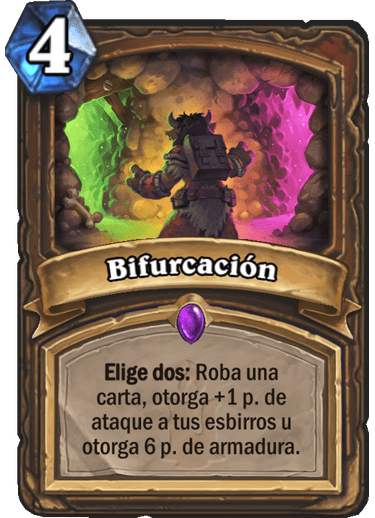 4
Bifurcación
Elige dos: Roba una
carta, otorga +1 p. de
ataque a tus esbirros u
otorga 6 p. de armadura.